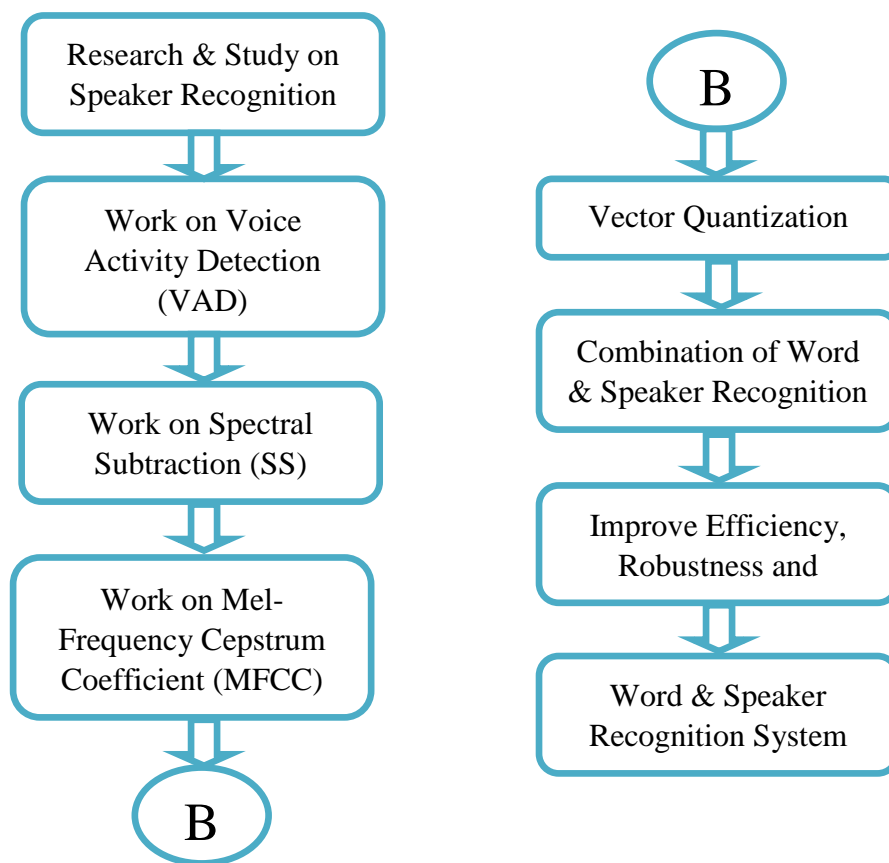 Research & Study on
Speaker Recognition
Work on Voice
Activity Detection
(VAD)
Work on Spectral
Subtraction (SS)
Work on Mel-
Frequency Cepstrum
Coefficient (MFCC)
B
B
Vector Quantization
Combination of Word
& Speaker Recognition
Improve Efficiency,
Robustness and
Word & Speaker
Recognition System